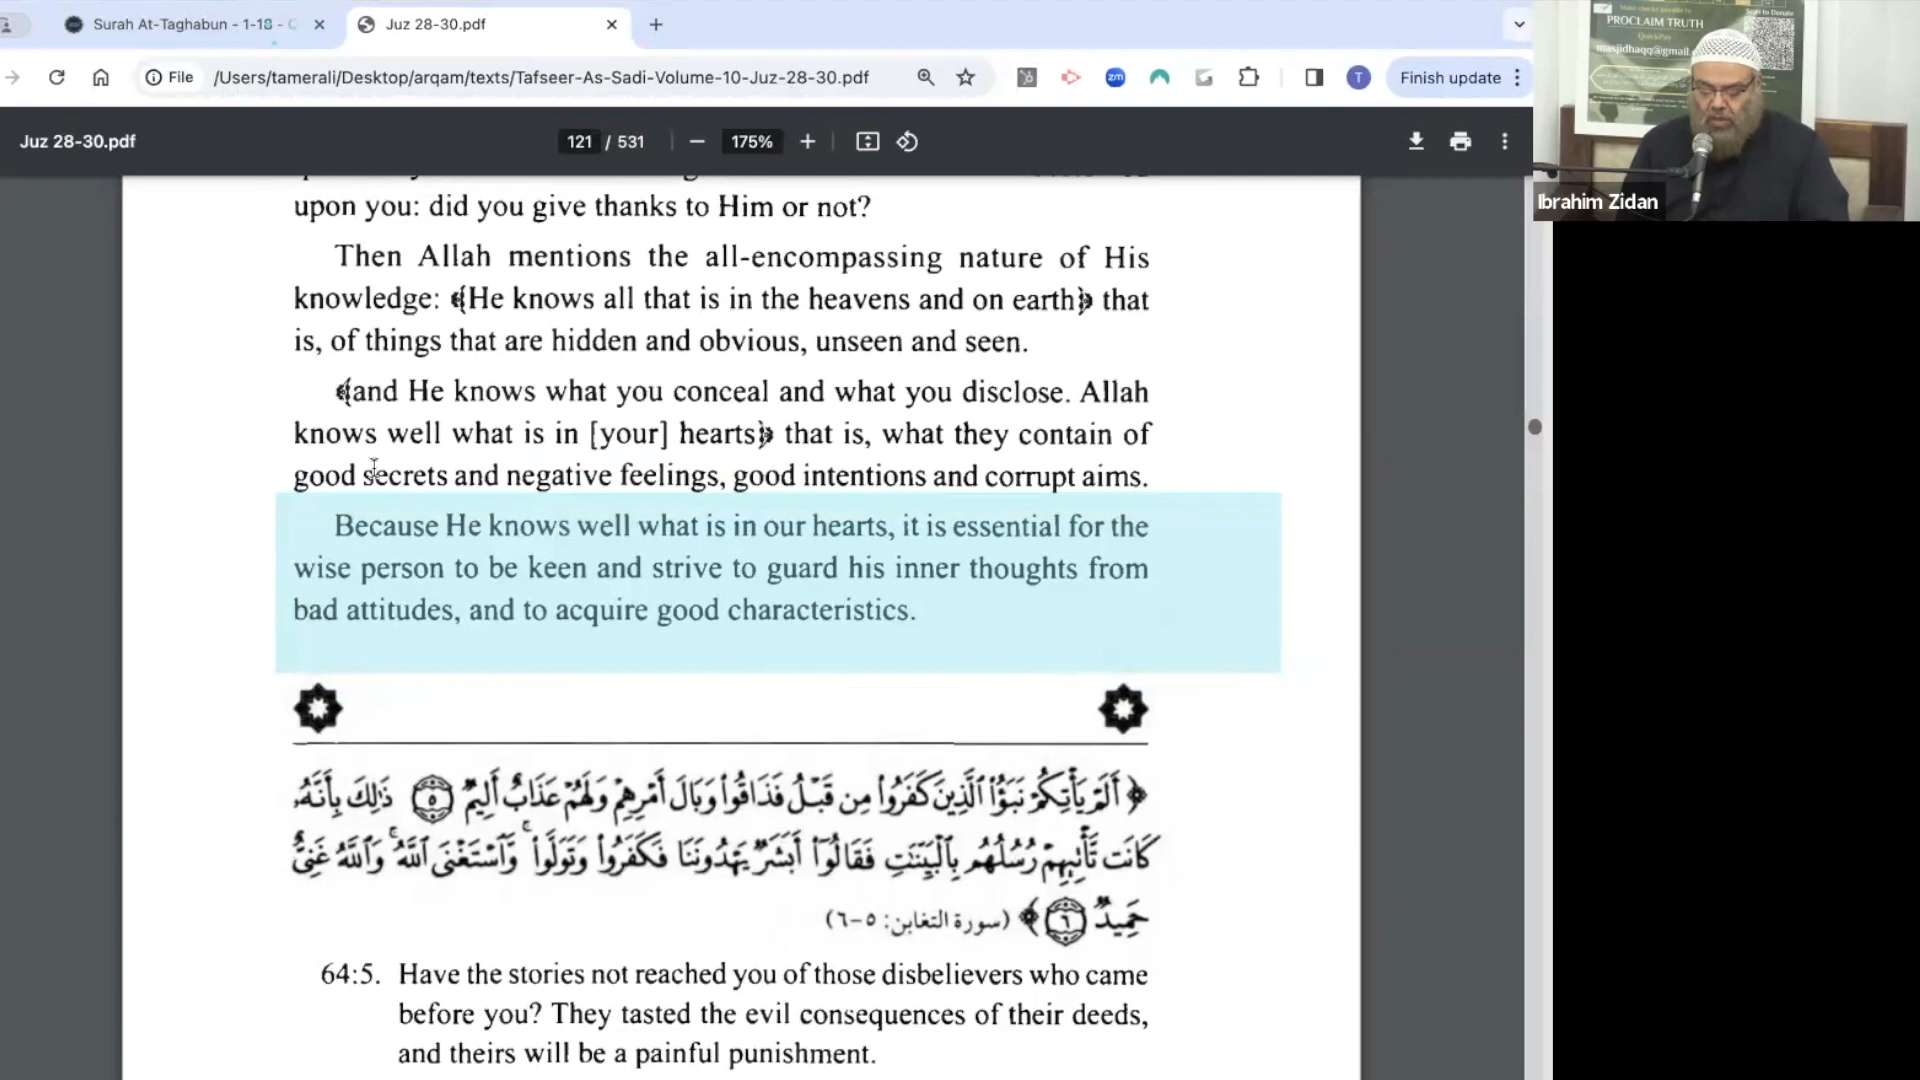 Surah At-Taghabun - 1-18 - Q
Juz 28-30.pdf
File
/Users/tamerali/Desktop/arqam/texts/Tafseer-As-Sadi-Volume-10-Juz-28-30.pdf
zm
T
Finish update
Juz 28-30.pdf
121 / 531
175%
PROCLAIM TRUTH
QuickPay
masjidhaqq@gmail.
Ibrahim Zidan
upon you: did you give thanks to Him or not?
Then Allah mentions the all-encompassing nature of His
knowledge: ﴾He knows all that is in the heavens and on earth﴿ that
is, of things that are hidden and obvious, unseen and seen.
﴾and He knows what you conceal and what you disclose. Allah
knows well what is in [your] hearts﴿ that is, what they contain of
good secrets and negative feelings, good intentions and corrupt aims.
Because He knows well what is in our hearts, it is essential for the
wise person to be keen and strive to guard his inner thoughts from
bad attitudes, and to acquire good characteristics.
﴿أَلَمْ يَأْتِكُمْ نَبَؤُا۟ ٱلَّذِينَ كَفَرُوا۟ مِن قَبْلُ فَذَاقُوا۟ وَبَالَ أَمْرِهِمْ وَلَهُمْ عَذَابٌ أَلِيمٌ ٥ ذَٰلِكَ بِأَنَّهُۥ
كَانَت تَّأْتِيهِمْ رُسُلُهُم بِٱلْبَيِّنَٰتِ فَقَالُوٓا۟ أَبَشَرٌ يَهْدُونَنَا فَكَفَرُوا۟ وَتَوَلَّوا۟ ۚ وَّٱسْتَغْنَى ٱللَّهُ ۚ وَٱللَّهُ غَنِىٌّ
حَمِيدٌ ٦﴾ (سورة التغابن: ٥-٦)
64:5. Have the stories not reached you of those disbelievers who came
before you? They tasted the evil consequences of their deeds,
and theirs will be a painful punishment.